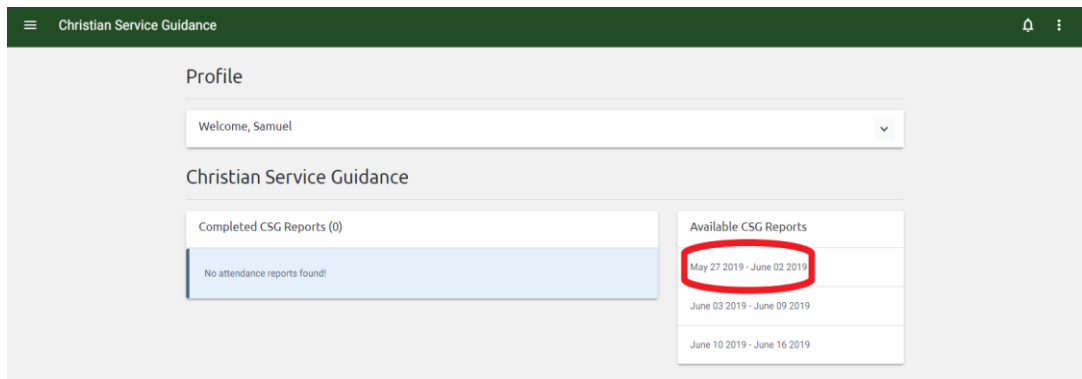 Christian Service Guidance
Profile
Welcome, Samuel
Christian Service Guidance
Completed CSG Reports (0)
No attendance reports found!
Available CSG Reports
May 27 2019 - June 02 2019
June 03 2019 - June 09 2019
June 10 2019 - June 16 2019